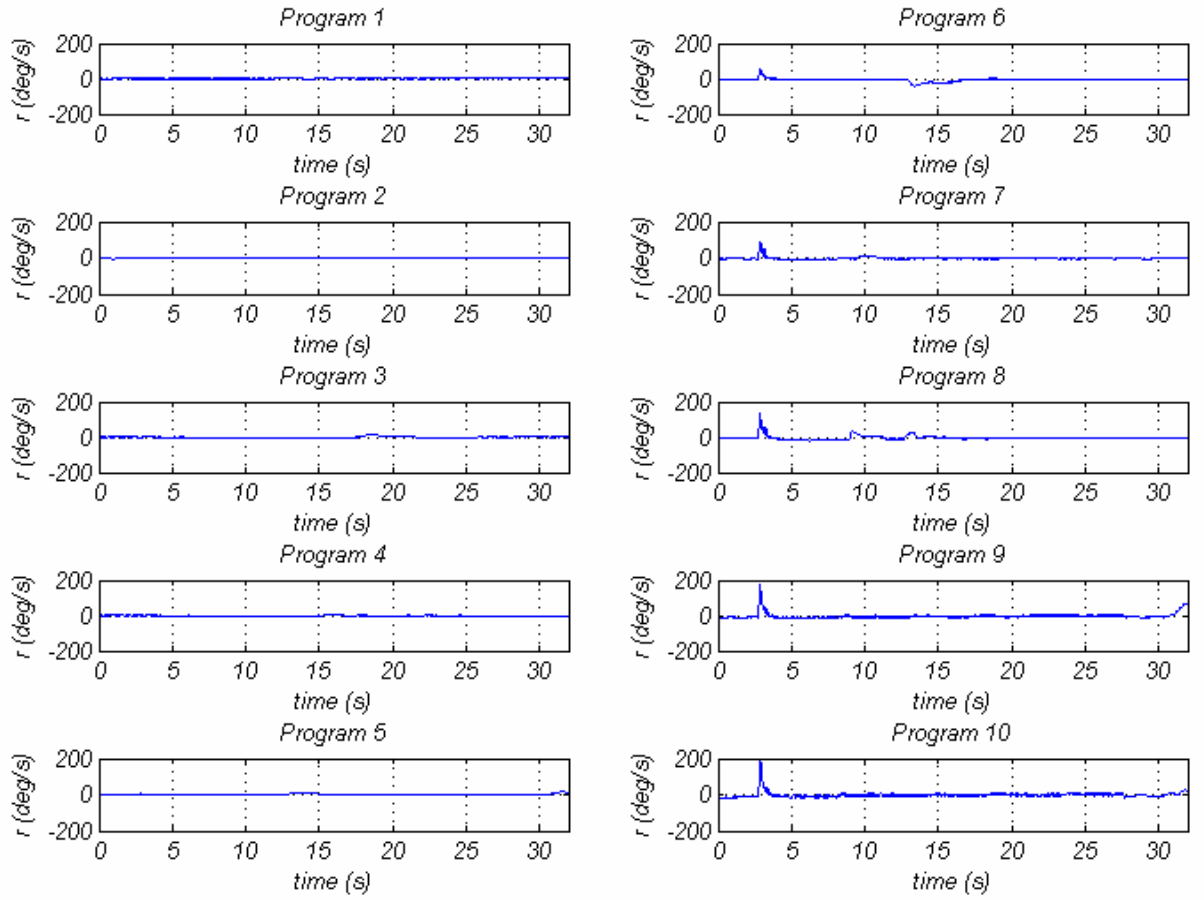 Program 1
200
0
-200
r (deg/s)
0 5 10 15 20 25 30
time (s)
Program 2
200
0
-200
r (deg/s)
0 5 10 15 20 25 30
time (s)
Program 3
200
0
-200
r (deg/s)
0 5 10 15 20 25 30
time (s)
Program 4
200
0
-200
r (deg/s)
0 5 10 15 20 25 30
time (s)
Program 5
200
0
-200
r (deg/s)
0 5 10 15 20 25 30
time (s)
Program 6
200
0
-200
r (deg/s)
0 5 10 15 20 25 30
time (s)
Program 7
200
0
-200
r (deg/s)
0 5 10 15 20 25 30
time (s)
Program 8
200
0
-200
r (deg/s)
0 5 10 15 20 25 30
time (s)
Program 9
200
0
-200
r (deg/s)
0 5 10 15 20 25 30
time (s)
Program 10
200
0
-200
r (deg/s)
0 5 10 15 20 25 30
time (s)